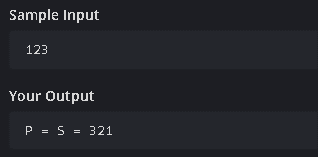 Sample Input
123
Your Output
P = S = 321